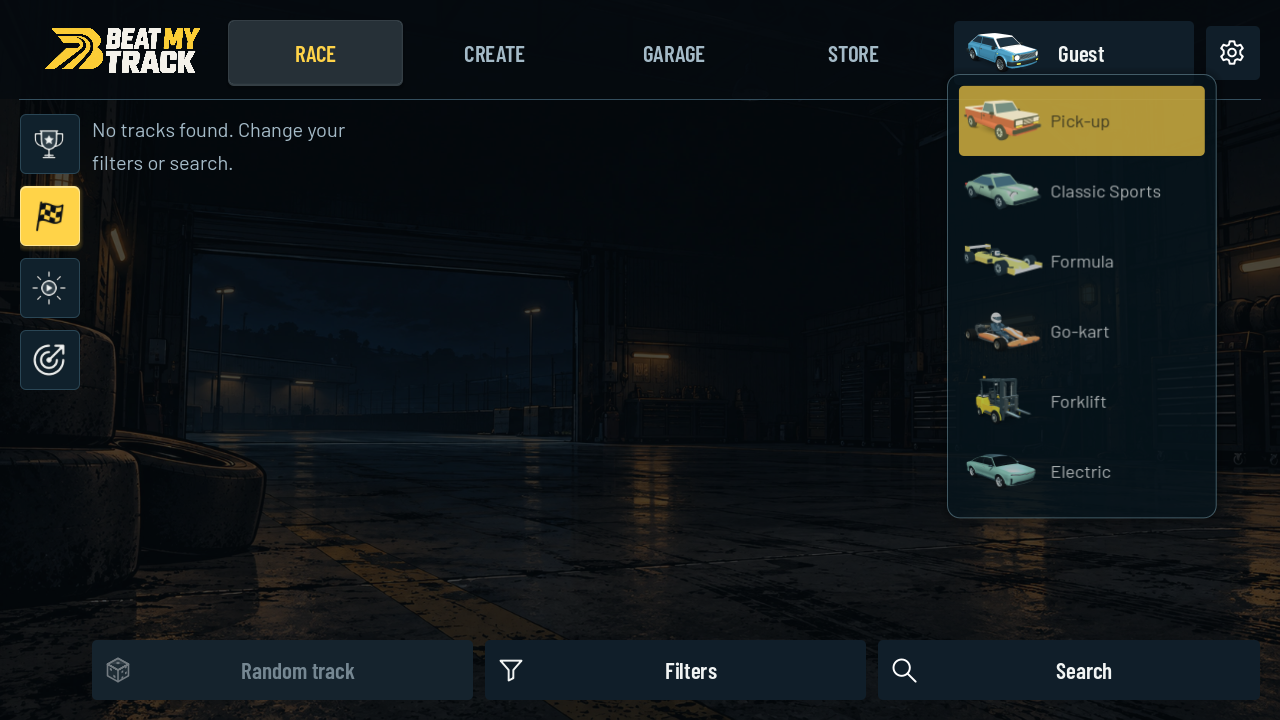 BEAT MY
TRACK
RACE
CREATE
GARAGE
STORE
Guest
No tracks found. Change your
filters or search.
Pick-up
Classic Sports
Formula
Go-kart
Forklift
Electric
Random track
Filters
Search